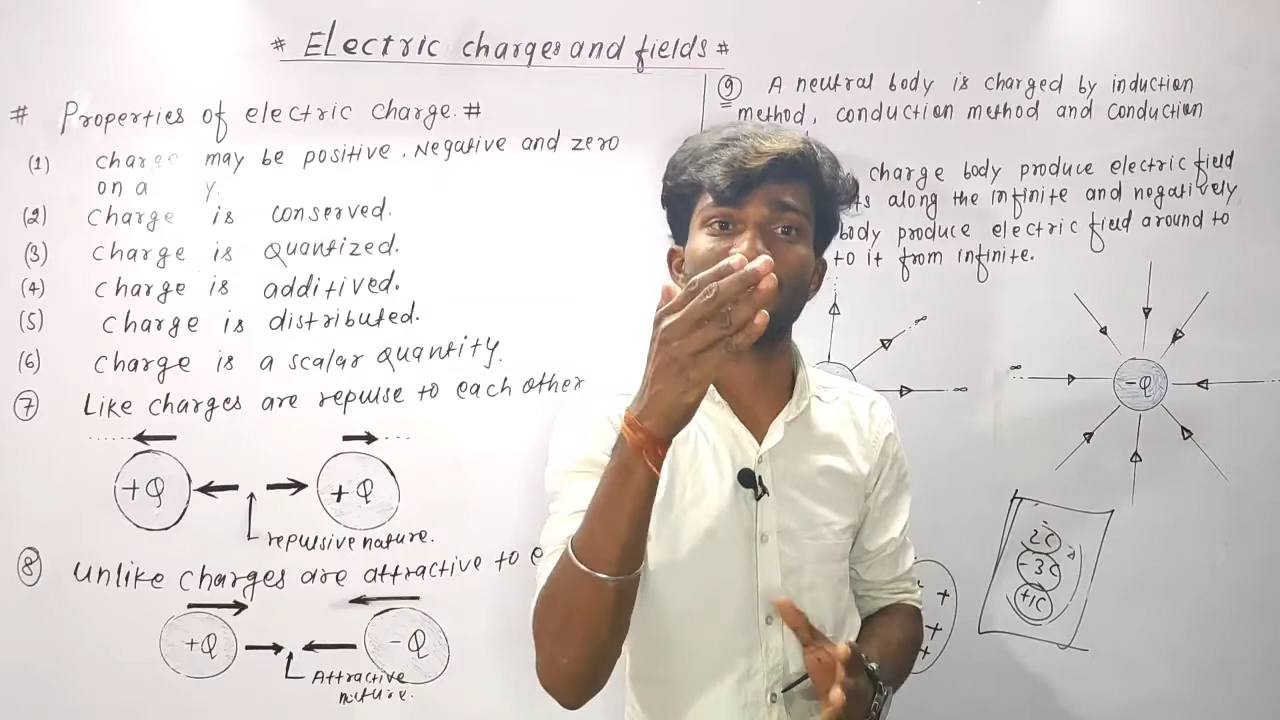 * Electric charges and fields *
# Properties of electric charge. #
(1) charge may be positive, Negative and zero
on a y.
(2) Charge is conserved.
(3) Charge is Quantized.
(4) charge is additived.
(5) charge is distributed.
(6) charge is a scalar quantity.
(7) Like charges are repulse to each other
+Q +Q
repulsive nature.
(8) unlike charges are attractive to
+Q -Q
Attractive
nature.
(9) A neutral body is charged by induction
method, conduction method and conduction
charge body produce electric field
its along the infinite and negatively
body produce electric field around to
to it from infinite.
∞
∞
∞ -Q
2C
-3C
+1C
+
+
+